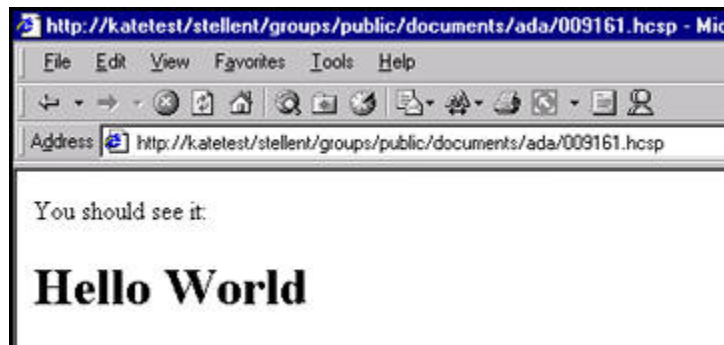 http://katetest/stellent/groups/public/documents/ada/009161.hcsp - Mic
File Edit View Favorites Tools Help
Address http://katetest/stellent/groups/public/documents/ada/009161.hcsp
You should see it:
Hello World